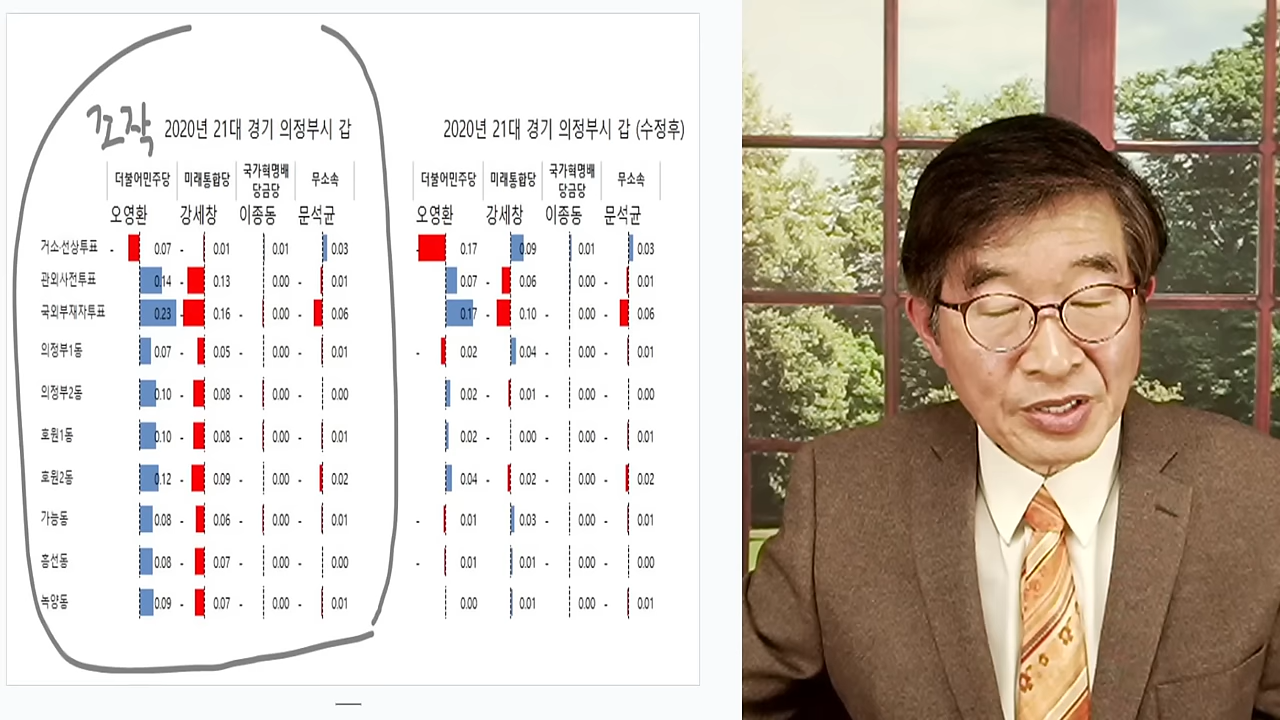 조작
2020년 21대 경기 의정부시 갑
더불어민주당 미래통합당 국가혁명배당금당 무소속
오영환 강세창 이종동 문석균
거소·선상투표 - 0.07 - 0.01 0.01 0.03
관외사전투표 0.14 - 0.13 - 0.00 - 0.01
국외부재자투표 0.23 - 0.16 - 0.00 - 0.06
의정부1동 0.07 - 0.05 - 0.00 - 0.01
의정부2동 0.10 - 0.08 - 0.00 - 0.00
호원1동 0.10 - 0.08 - 0.00 - 0.01
호원2동 0.12 - 0.09 - 0.00 - 0.02
가능동 0.08 - 0.06 - 0.00 - 0.01
흥선동 0.08 - 0.07 - 0.00 - 0.00
녹양동 0.09 - 0.07 - 0.00 - 0.01
2020년 21대 경기 의정부시 갑 (수정후)
더불어민주당 미래통합당 국가혁명배당금당 무소속
오영환 강세창 이종동 문석균
- 0.17 0.09 0.01 0.03
0.07 - 0.06 - 0.00 - 0.01
0.17 - 0.10 - 0.00 - 0.06
- 0.02 0.04 - 0.00 - 0.01
0.02 - 0.01 - 0.00 - 0.00
0.02 - 0.00 - 0.00 - 0.01
0.04 - 0.02 - 0.00 - 0.02
- 0.01 0.03 - 0.00 - 0.01
- 0.01 0.01 - 0.00 - 0.00
0.00 0.01 - 0.00 - 0.01